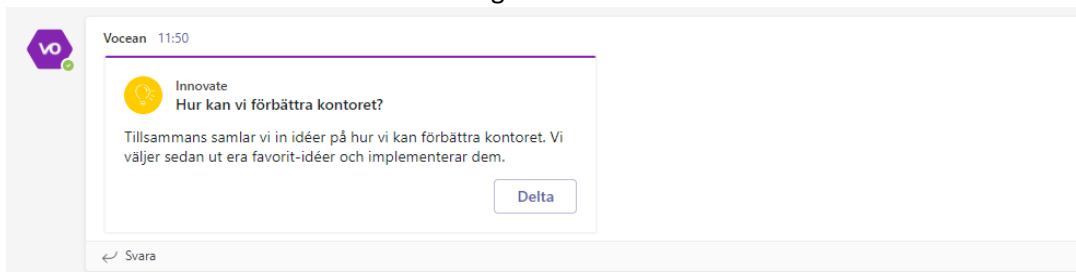 VO
Vocean 11:50
Innovate
Hur kan vi förbättra kontoret?
Tillsammans samlar vi in idéer på hur vi kan förbättra kontoret. Vi
väljer sedan ut era favorit-idéer och implementerar dem.
Delta
Svara